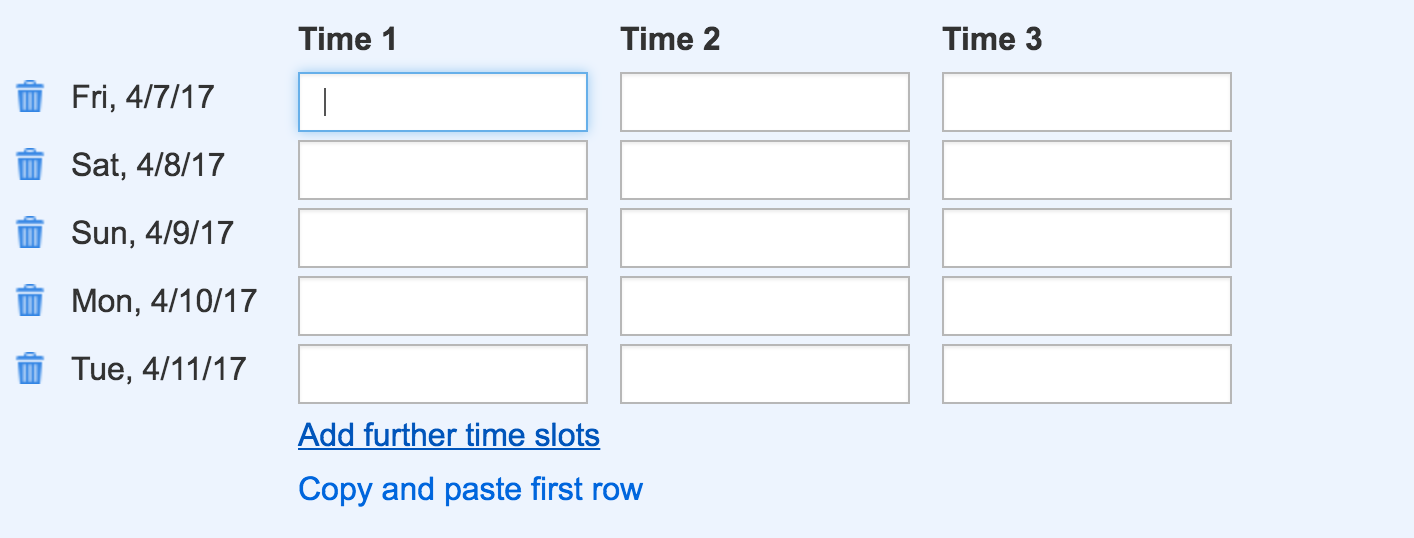 Time 1 Time 2 Time 3
Fri, 4/7/17
Sat, 4/8/17
Sun, 4/9/17
Mon, 4/10/17
Tue, 4/11/17
Add further time slots
Copy and paste first row